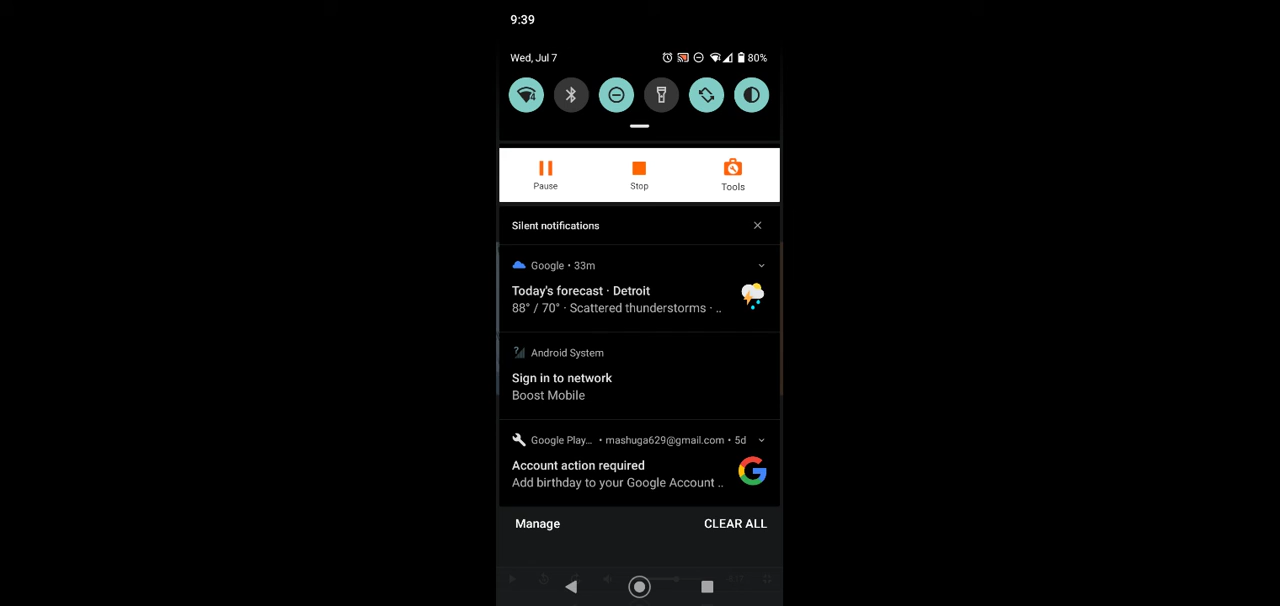 9:39
Wed, Jul 7
80%
Pause
Stop
Tools
Silent notifications
Google • 33m
Today's forecast · Detroit
88° / 70° · Scattered thunderstorms · ..
Android System
Sign in to network
Boost Mobile
Google Play… • mashuga629@gmail.com • 5d
Account action required
Add birthday to your Google Account ..
Manage
CLEAR ALL